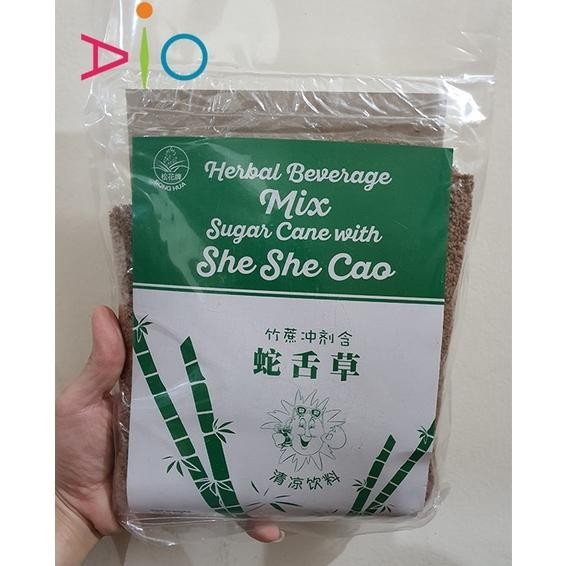 AiO
松花牌
SONG HUA
Herbal Beverage
Mix
Sugar Cane with
She She Cao
竹蔗冲剂含
蛇舌草
清凉饮料